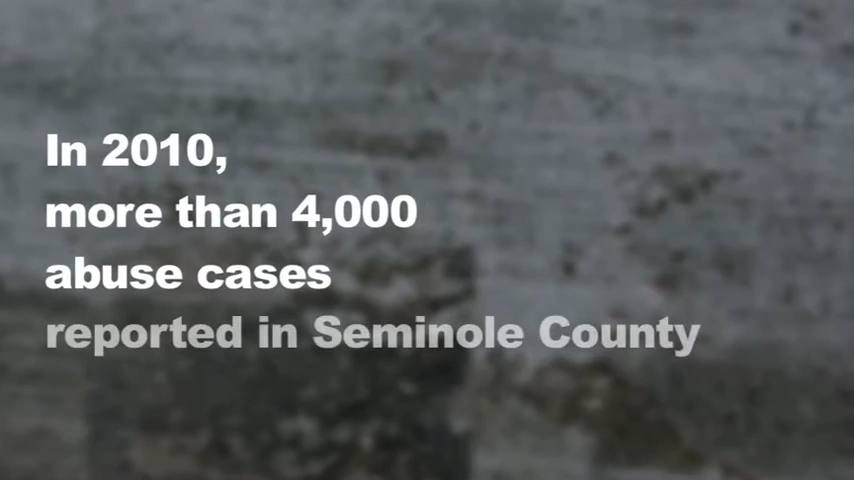 In 2010,
more than 4,000
abuse cases
reported in Seminole County